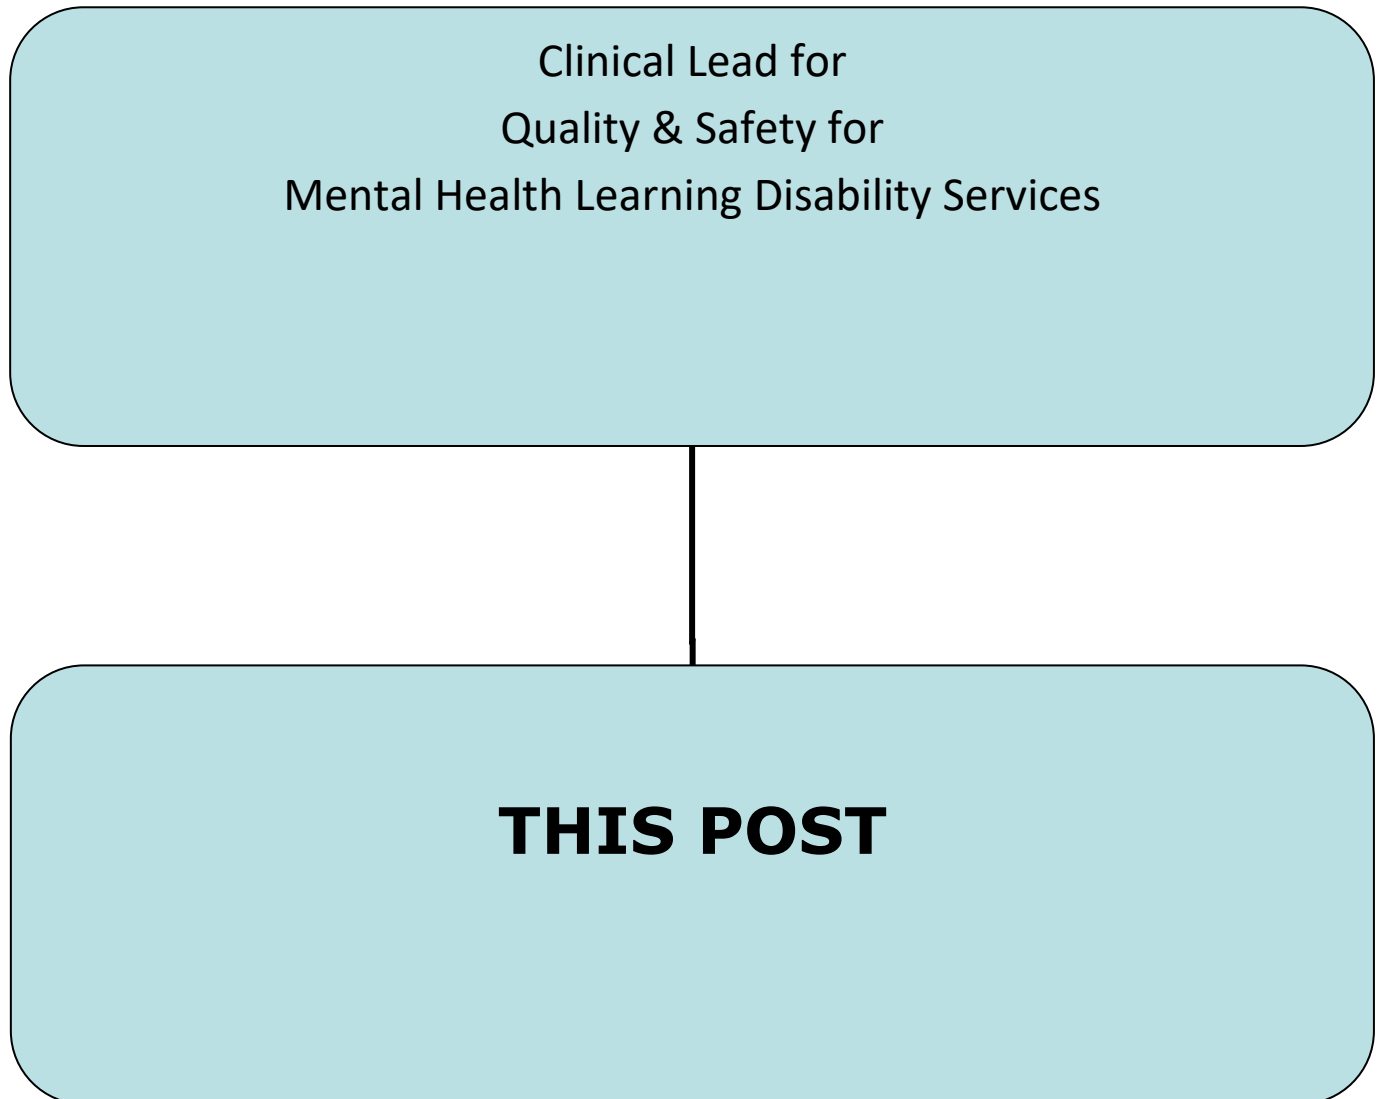 Clinical Lead for
Quality & Safety for
Mental Health Learning Disability Services
THIS POST